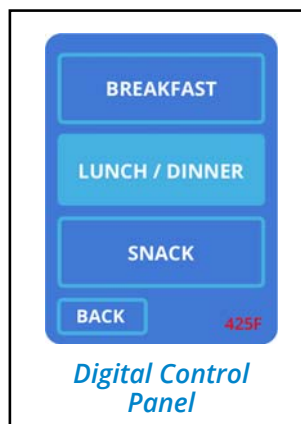 BREAKFAST
LUNCH / DINNER
SNACK
BACK 425F
Digital Control
Panel